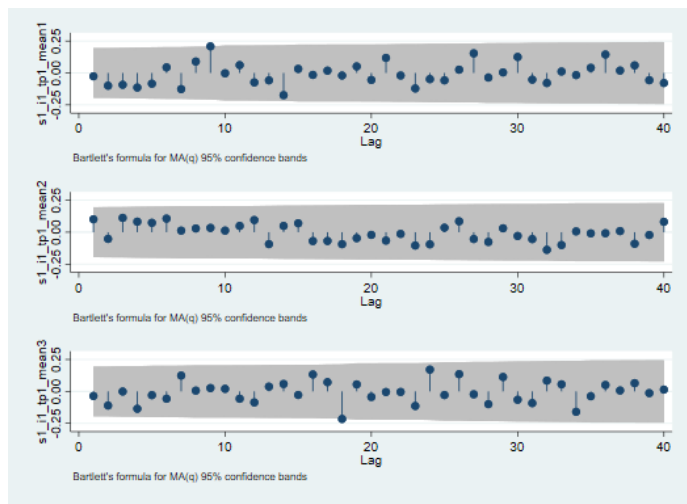 s1_i1_tp1_mean1
0.25
0.00
-0.25
0
10
20
30
40
Lag
Bartlett's formula for MA(q) 95% confidence bands
s1_i1_tp1_mean2
0.25
0.00
-0.25
0
10
20
30
40
Lag
Bartlett's formula for MA(q) 95% confidence bands
s1_i1_tp1_mean3
0.25
0.00
-0.25
0
10
20
30
40
Lag
Bartlett's formula for MA(q) 95% confidence bands